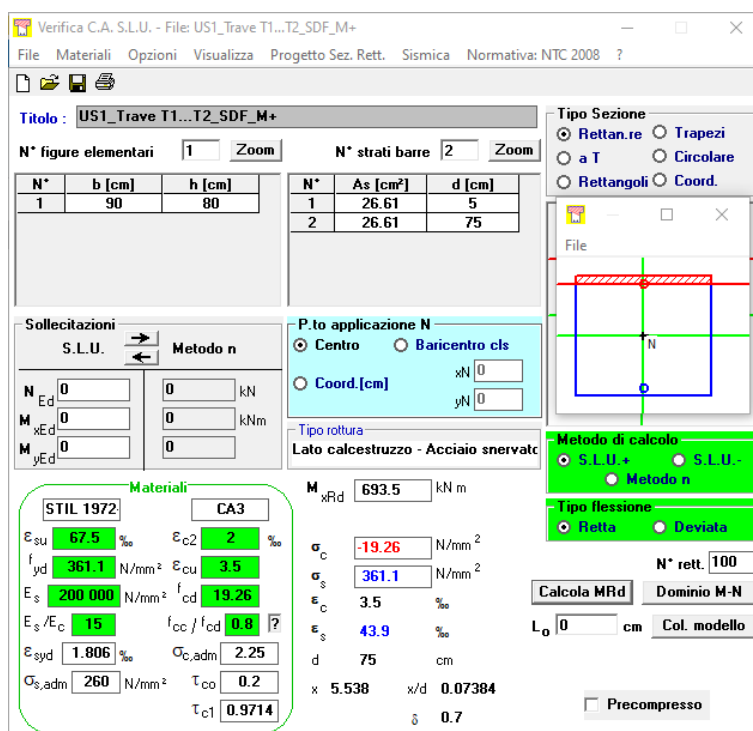 Verifica C.A. S.L.U. - File: US1_Trave T1...T2_SDF_M+
File Materiali Opzioni Visualizza Progetto Sez. Rett. Sismica Normativa: NTC 2008 ?
Titolo : US1_Trave T1...T2_SDF_M+
N° figure elementari 1 Zoom
N° strati barre 2 Zoom
N° b [cm] h [cm]
1 90 80
N° As [cm²] d [cm]
1 26.61 5
2 26.61 75
Tipo Sezione
Rettan.re Trapezi
a T Circolare
Rettangoli Coord.
File
N
Sollecitazioni
S.L.U. Metodo n
N Ed 0 0 kN
M xEd 0 0 kNm
M yEd 0 0
P.to applicazione N
Centro Baricentro cls
Coord.[cm] xN 0
yN 0
Tipo rottura
Lato calcestruzzo - Acciaio snervato
Metodo di calcolo
S.L.U.+ S.L.U.-
Metodo n
Tipo flessione
Retta Deviata
Materiali
STIL 1972 CA3
εsu 67.5 ‰ εc2 2 ‰
fyd 361.1 N/mm² εcu 3.5
Es 200 000 N/mm² fcd 19.26
Es /Ec 15 fcc / fcd 0.8 ?
εsyd 1.806 ‰ σc,adm 2.25
σs,adm 260 N/mm² τco 0.2
τc1 0.9714
M xRd 693.5 kN m
σc -19.26 N/mm²
σs 361.1 N/mm²
εc 3.5 ‰
εs 43.9 ‰
d 75 cm
x 5.538 x/d 0.07384
δ 0.7
N° rett. 100
Calcola MRd Dominio M-N
Lo 0 cm Col. modello
Precompresso